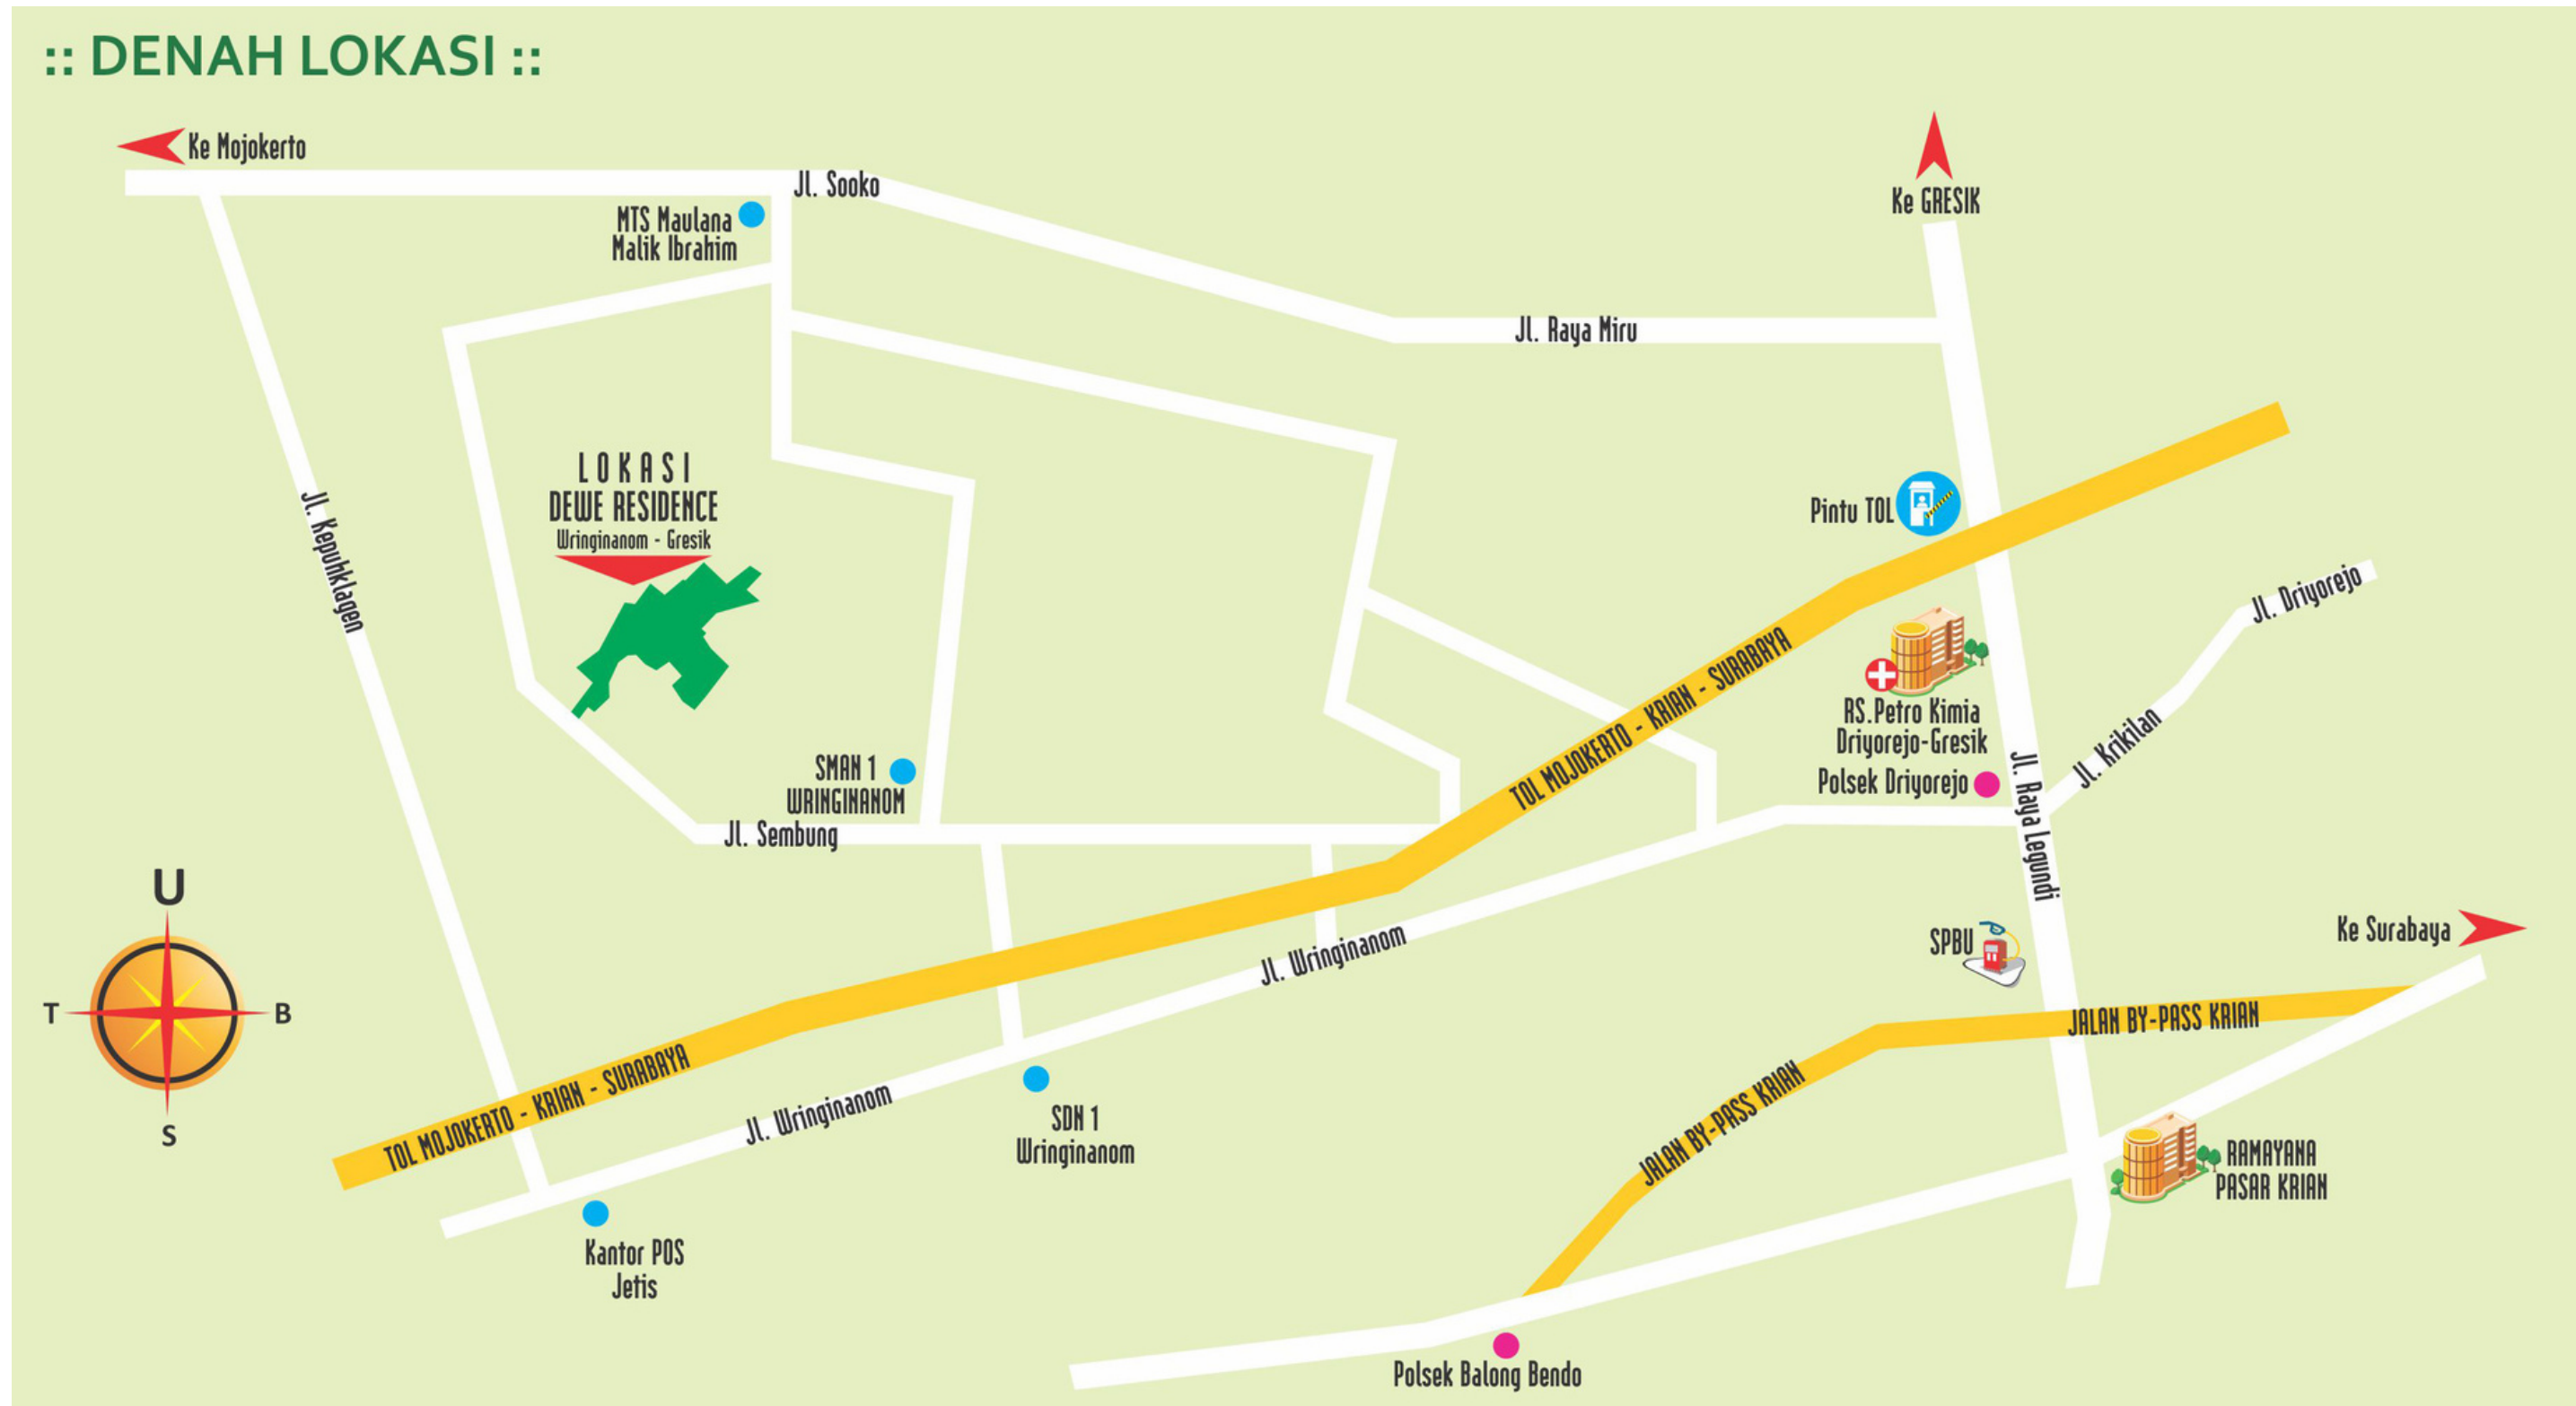 :: DENAH LOKASI ::
Ke Mojokerto
Jl. Sooko
MTS Maulana
Malik Ibrahim
Ke GRESIK
Jl. Raya Miru
LOKASI
DEWE RESIDENCE
Wringinanom - Gresik
Jl. Kepuhklagen
Pintu TOL
Jl. Driyorejo
TOL MOJOKERTO - KRIAN - SURABAYA
RS.Petro Kimia
Driyorejo-Gresik
Polsek Driyorejo
Jl. Krikilan
Jl. Raya Legundi
SMAN 1
WRINGINANOM
Jl. Sembung
U
T
B
S
Jl. Wringinanom
SPBU
Ke Surabaya
JALAN BY-PASS KRIAN
TOL MOJOKERTO - KRIAN - SURABAYA
Jl. Wringinanom
SDN 1
Wringinanom
JALAN BY-PASS KRIAN
RAMAYANA
PASAR KRIAN
Kantor POS
Jetis
Polsek Balong Bendo